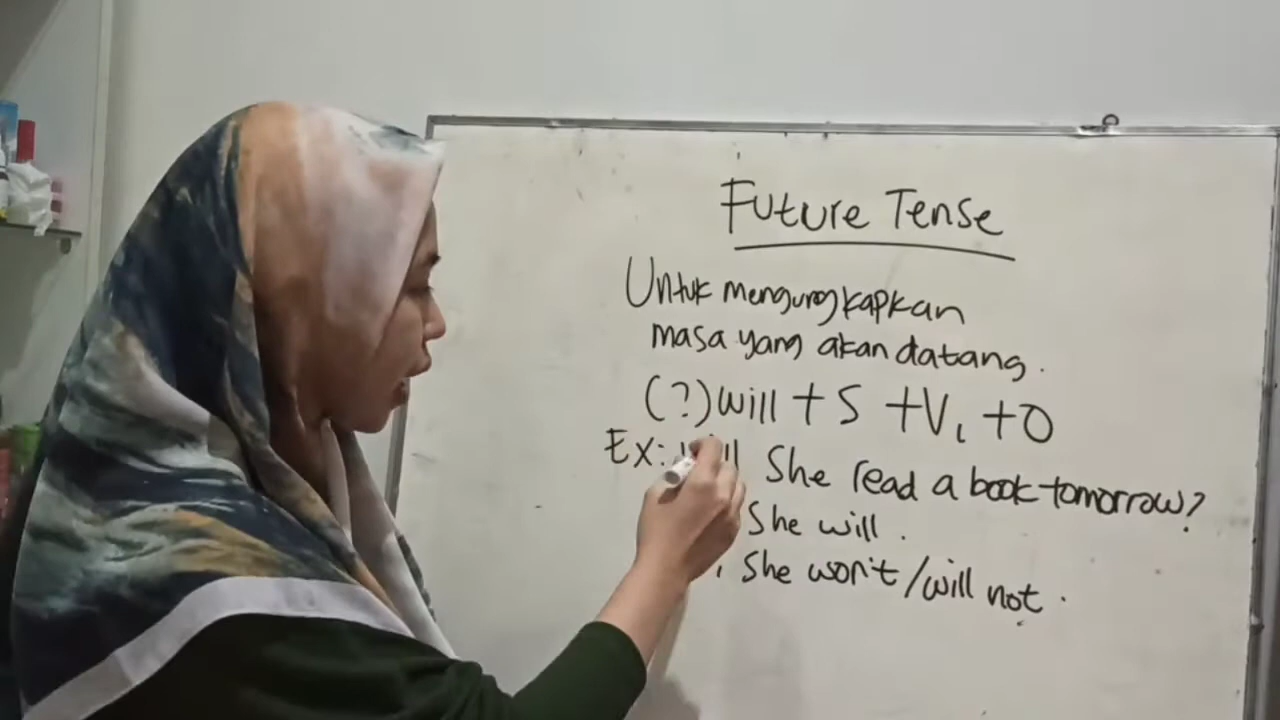 Future Tense
Untuk mengungkapkan
masa yang akan datang.
(?) will + S + V1 + O
Ex: will She read a book tomorrow?
She will.
, She won't / will not.